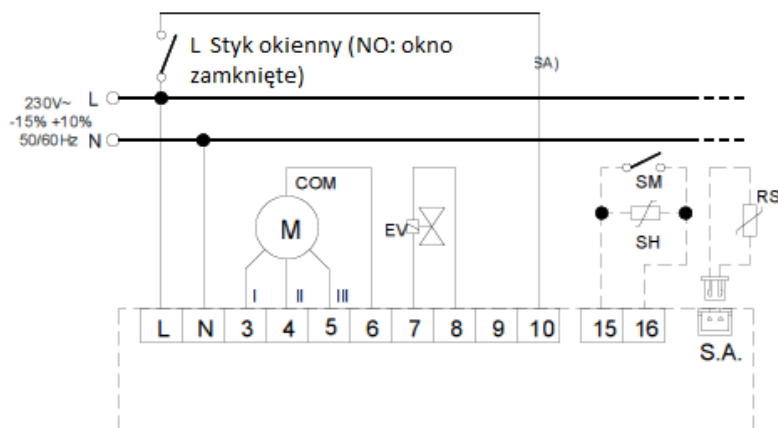 L Styk okienny (NO: okno
zamknięte)
SA)
230V~
-15% +10%
50/60Hz
L
N
COM
M
I
II
III
EV
SM
SH
RS
L N 3 4 5 6 7 8 9 10 15 16
S.A.